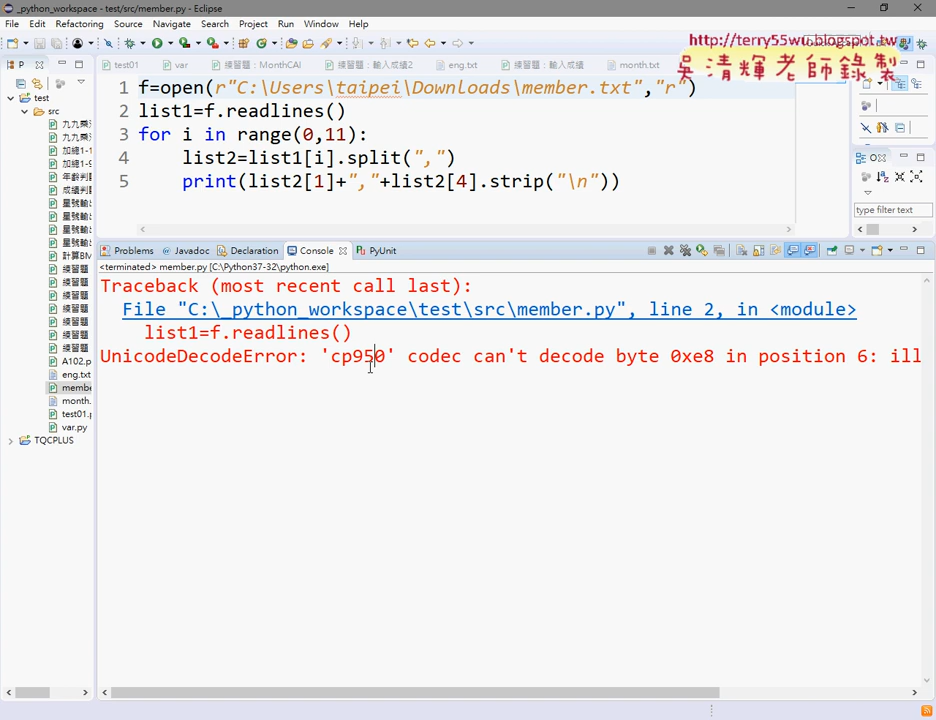 _python_workspace - test/src/member.py - Eclipse
File Edit Refactoring Source Navigate Search Project Run Window Help
http://terry55wu.blogspot.tw
吳清輝老師錄製
P
test01
var
練習題：MonthCAl
練習題：輸入成績2
eng.txt
練習題：輸入成績
month.txt
test
src
九九乘
九九乘
加總1-1
加總1-9
年齡判
成績判
星號輸
星號輸
星號輸
星號輸
計算BM
練習題
練習題
練習題
練習題
練習題
練習題
練習題
A102.p
eng.txt
membe
month.
test01.p
var.py
TQCPLUS
1 f=open(r"C:\Users\taipei\Downloads\member.txt","r")
2 list1=f.readlines()
3 for i in range(0,11):
4 list2=list1[i].split(",")
5 print(list2[1]+","+list2[4].strip("\n"))
type filter text
Problems Javadoc Declaration Console PyUnit
<terminated> member.py [C:\Python37-32\python.exe]
Traceback (most recent call last):
File "C:\_python_workspace\test\src\member.py", line 2, in <module>
list1=f.readlines()
UnicodeDecodeError: 'cp950' codec can't decode byte 0xe8 in position 6: ill